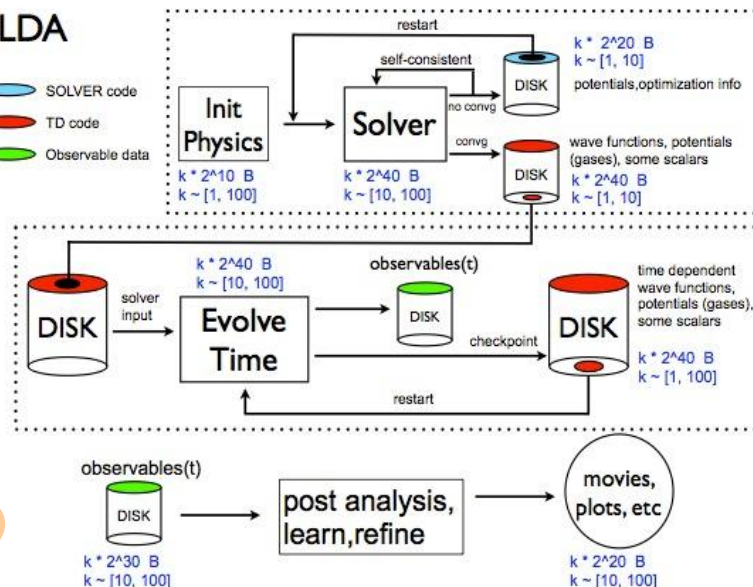 LDA
SOLVER code
TD code
Observable data
restart
self-consistent
Init
Physics
k * 2^10 B
k ~ [1, 100]
Solver
k * 2^40 B
k ~ [10, 100]
no convg
convg
DISK
k * 2^20 B
k ~ [1, 10]
potentials,optimization info
DISK
wave functions, potentials
(gases), some scalars
k * 2^40 B
k ~ [1, 10]
DISK
solver
input
k * 2^40 B
k ~ [10, 100]
Evolve
Time
observables(t)
DISK
checkpoint
restart
DISK
time dependent
wave functions,
potentials (gases),
some scalars
k * 2^40 B
k ~ [1, 100]
observables(t)
DISK
k * 2^30 B
k ~ [10, 100]
post analysis,
learn,refine
movies,
plots, etc
k * 2^20 B
k ~ [10, 100]